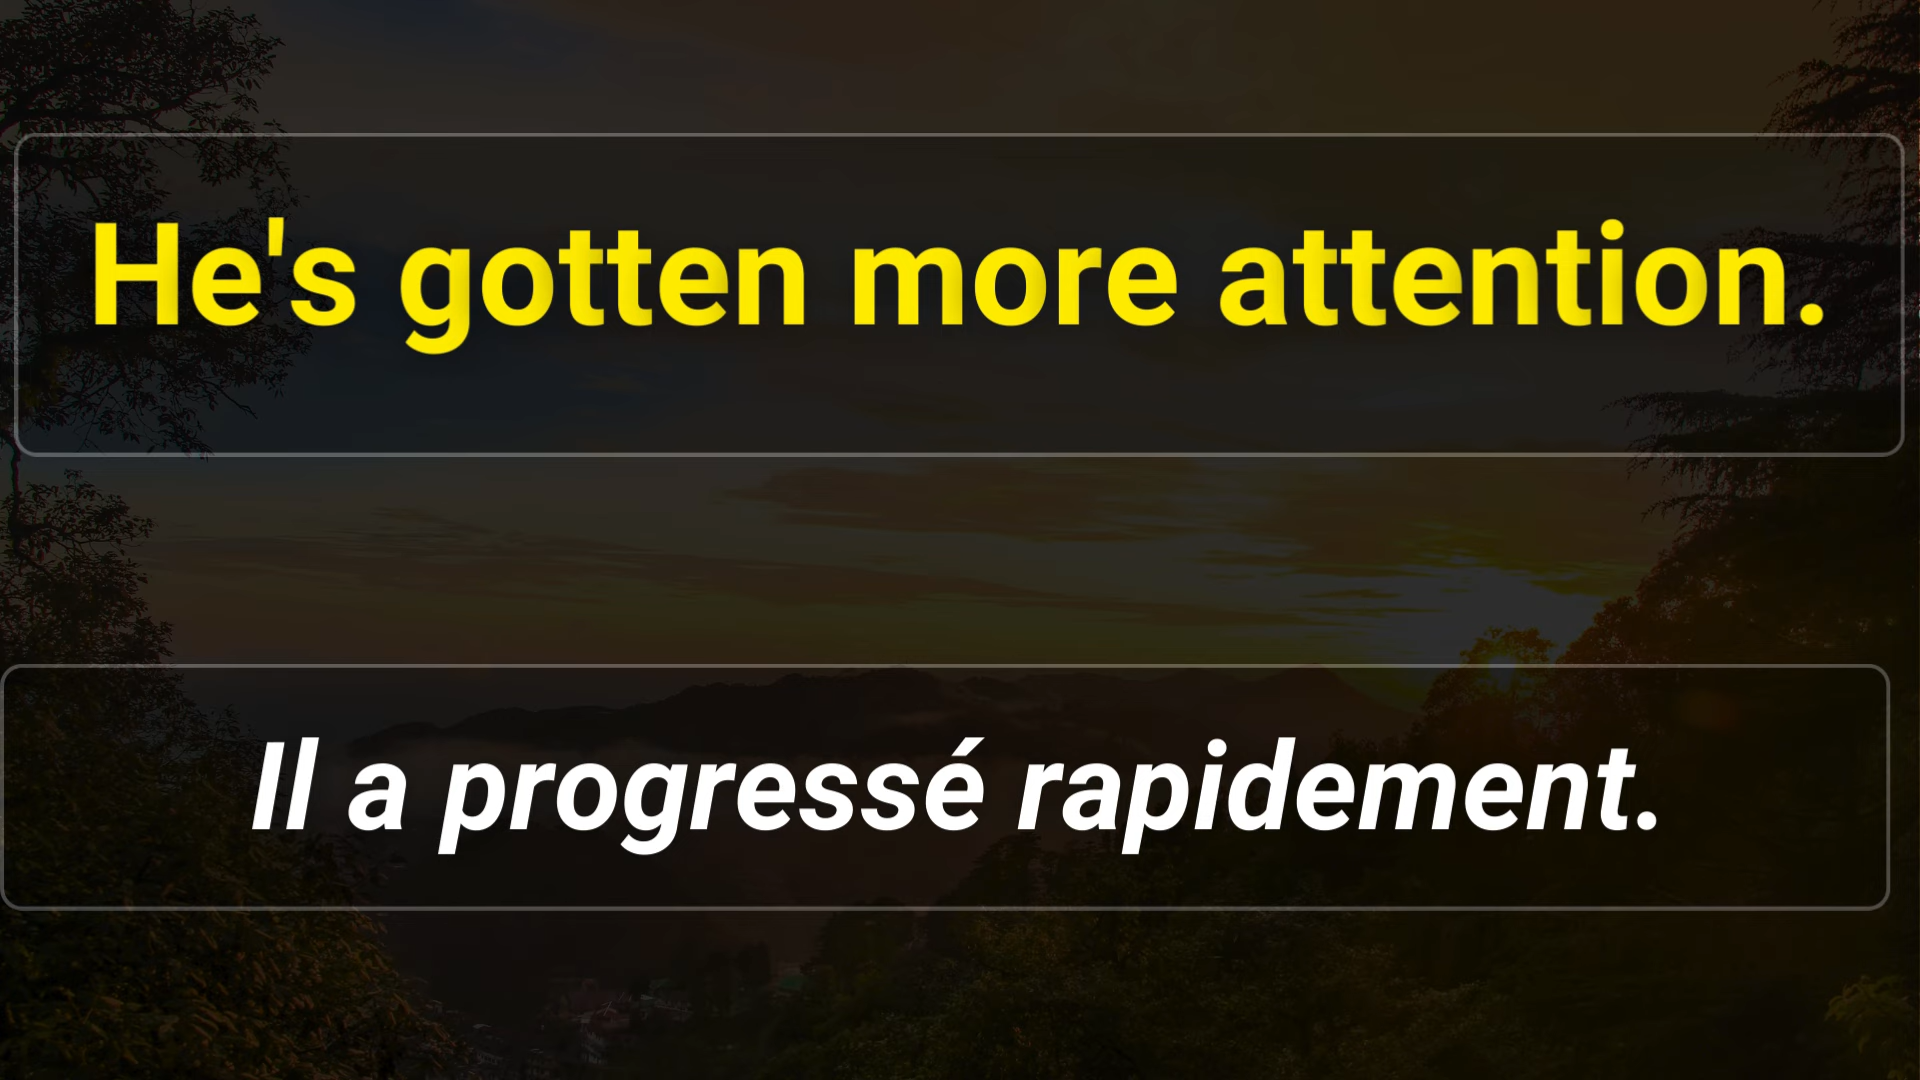 He's gotten more attention.
Il a progressé rapidement.